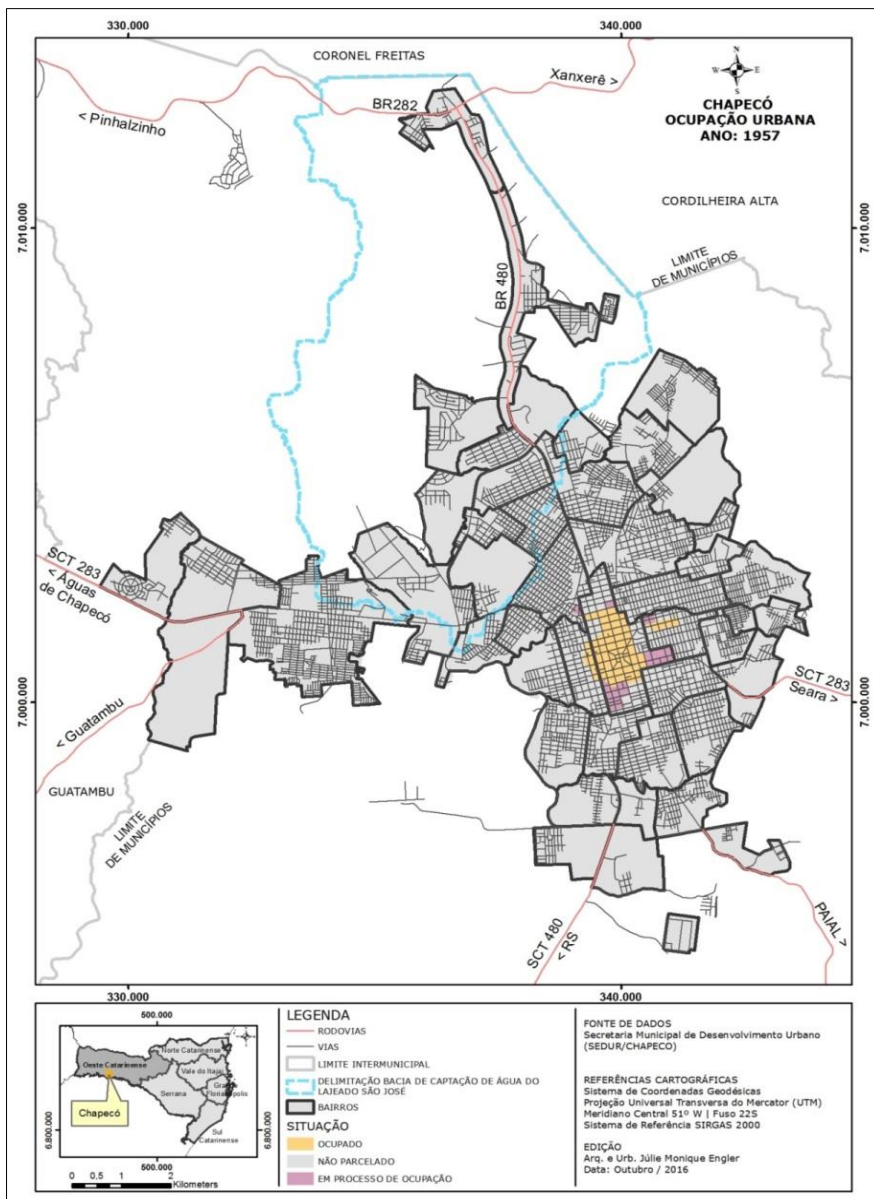 330.000
340.000
CORONEL FREITAS
Xanxerê >
BR282
< Pinhalzinho
N
W
E
S
CHAPECÓ
OCUPAÇÃO URBANA
ANO: 1957
CORDILHEIRA ALTA
7.010.000
7.010.000
LIMITE
DE MUNICÍPIOS
BR 480
SCT 283
< Águas
de Chapecó
SCT 283
Seara >
7.000.000
7.000.000
< Guatambu
GUATAMBU
LIMITE
DE MUNICÍPIOS
SCT 480
< RS
PAIAL >
330.000
340.000
500.000
Norte Catarinense
Oeste Catarinense
Vale do Itajaí
Grande
Florianópolis
Serrana
Chapecó
Sul
Catarinense
6.800.000
6.800.000
500.000
0 0,5 1 2
Kilometers
LEGENDA
RODOVIAS
VIAS
LIMITE INTERMUNICIPAL
DELIMITAÇÃO BACIA DE CAPTAÇÃO DE ÁGUA DO
LAJEADO SÃO JOSÉ
BAIRROS
SITUAÇÃO
OCUPADO
NÃO PARCELADO
EM PROCESSO DE OCUPAÇÃO
FONTE DE DADOS
Secretaria Municipal de Desenvolvimento Urbano
(SEDUR/CHAPECO)
REFERÊNCIAS CARTOGRÁFICAS
Sistema de Coordenadas Geodésicas
Projeção Universal Transversa do Mercator (UTM)
Meridiano Central 51º W | Fuso 22S
Sistema de Referência SIRGAS 2000
EDIÇÃO
Arq. e Urb. Júlie Monique Engler
Data: Outubro / 2016